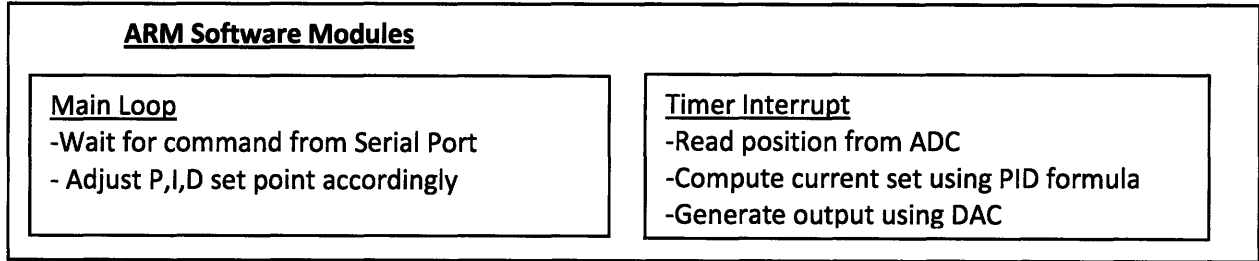 ARM Software Modules
Main Loop
-Wait for command from Serial Port
- Adjust P,I,D set point accordingly
Timer Interrupt
-Read position from ADC
-Compute current set using PID formula
-Generate output using DAC